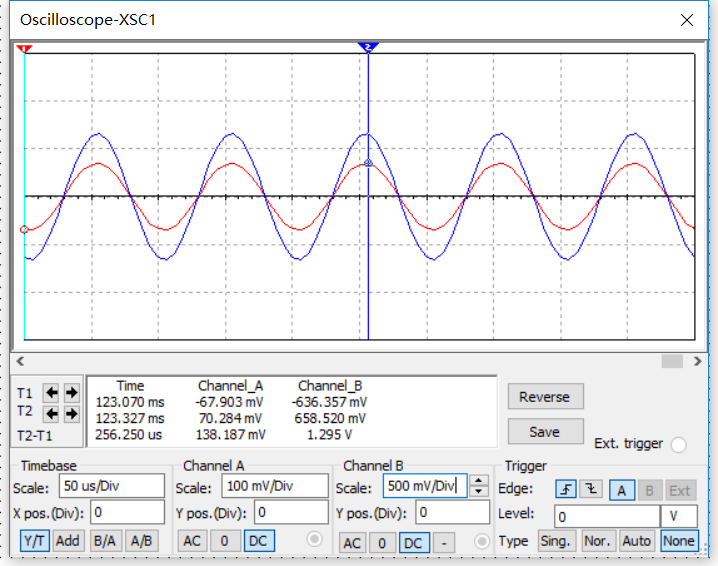 Oscilloscope-XSC1
1
2
T1
T2
T2-T1
Time Channel_A Channel_B
123.070 ms -67.903 mV -636.357 mV
123.327 ms 70.284 mV 658.520 mV
256.250 us 138.187 mV 1.295 V
Reverse
Save
Ext. trigger
Timebase
Scale: 50 us/Div
X pos.(Div): 0
Y/T Add B/A A/B
Channel A
Scale: 100 mV/Div
Y pos.(Div): 0
AC 0 DC
Channel B
Scale: 500 mV/Div
Y pos.(Div): 0
AC 0 DC -
Trigger
Edge: A B Ext
Level: 0 V
Type Sing. Nor. Auto None